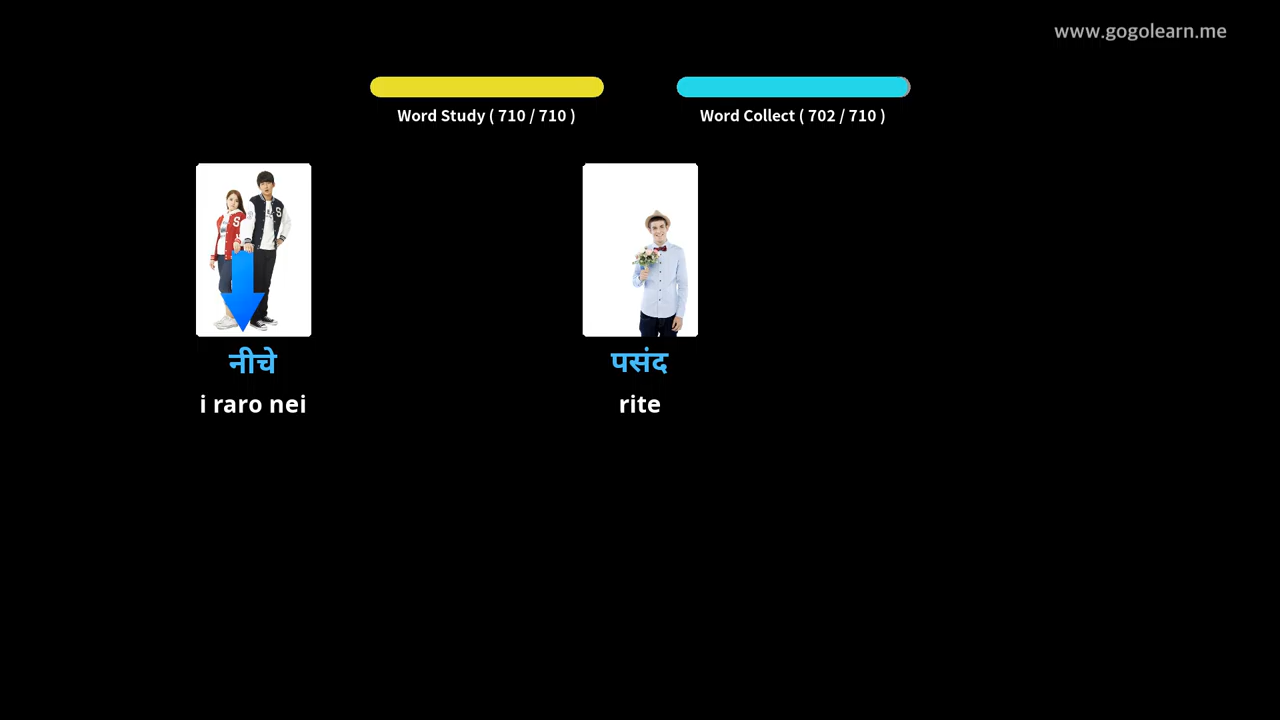 www.gogolearn.me
Word Study ( 710 / 710 )
Word Collect ( 702 / 710 )
नीचे
पसंद
i raro nei
rite